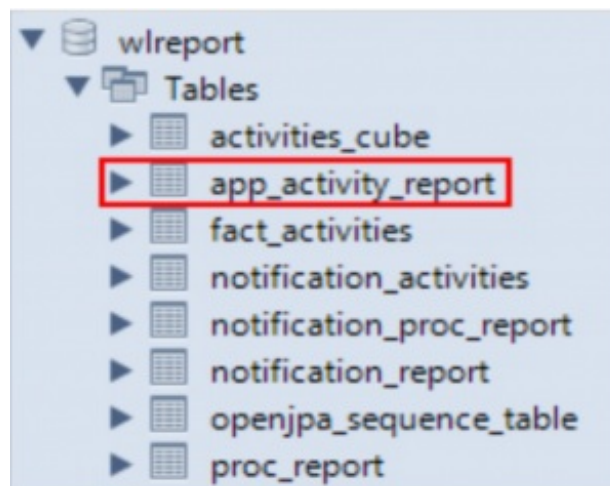 wlreport
Tables
activities_cube
app_activity_report
fact_activities
notification_activities
notification_proc_report
notification_report
openjpa_sequence_table
proc_report